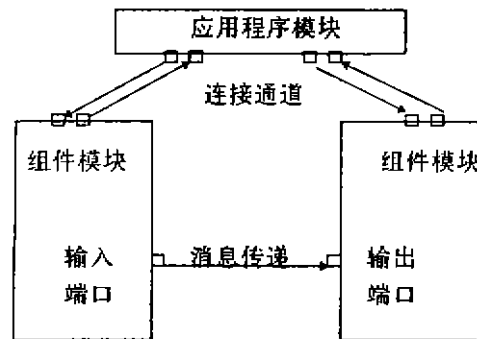 应用程序模块
连接通道
组件模块
组件模块
输入
端口
消息传递
输出
端口